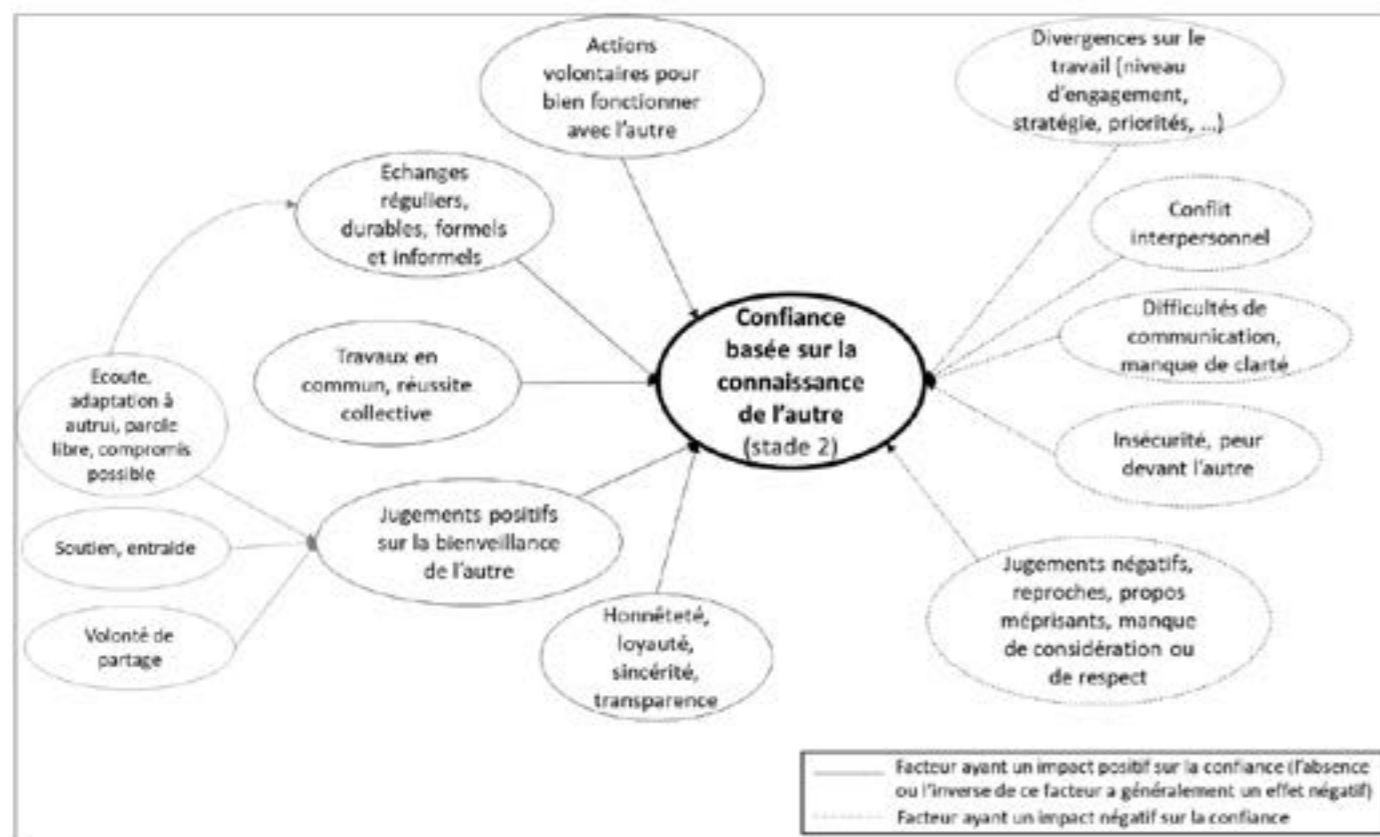 Actions
volontaires pour
bien fonctionner
avec l'autre
Divergences sur le
travail (niveau
d'engagement,
stratégie, priorités, ...)
Echanges
réguliers,
durables, formels
et informels
Conflit
interpersonnel
Difficultés de
communication,
manque de clarté
Confiance
basée sur la
connaissance
de l'autre
(stade 2)
Travaux en
commun, réussite
collective
Ecoute,
adaptation à
autrui, parole
libre, compromis
possible
Insécurité, peur
devant l'autre
Jugements positifs
sur la bienveillance
de l'autre
Soutien, entraide
Volonté de
partage
Honnêteté,
loyauté,
sincérité,
transparence
Jugements négatifs,
reproches, propos
méprisants, manque
de considération ou
de respect
Facteur ayant un impact positif sur la confiance (l'absence
ou l'inverse de ce facteur a généralement un effet négatif)
Facteur ayant un impact négatif sur la confiance